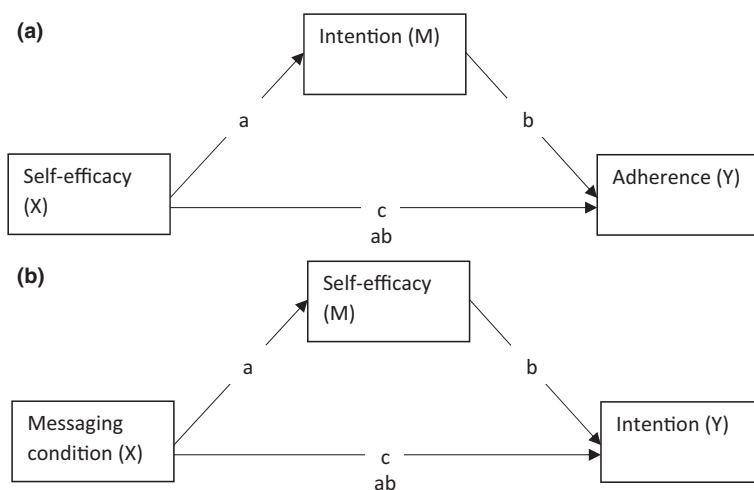 (a)
Intention (M)
a
b
Self-efficacy
(X)
Adherence (Y)
c
ab
(b)
Self-efficacy
(M)
a
b
Messaging
condition (X)
Intention (Y)
c
ab